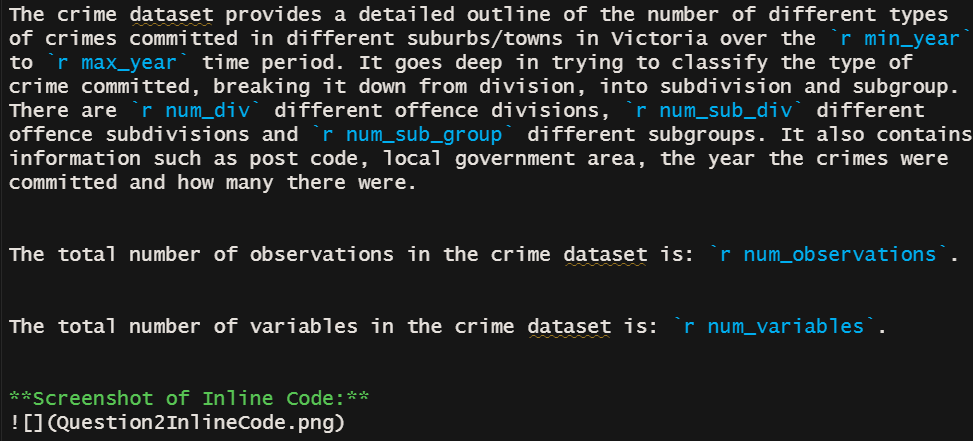 The crime dataset provides a detailed outline of the number of different types
of crimes committed in different suburbs/towns in Victoria over the `r min_year`
to `r max_year` time period. It goes deep in trying to classify the type of
crime committed, breaking it down from division, into subdivision and subgroup.
There are `r num_div` different offence divisions, `r num_sub_div` different
offence subdivisions and `r num_sub_group` different subgroups. It also contains
information such as post code, local government area, the year the crimes were
committed and how many there were.
The total number of observations in the crime dataset is: `r num_observations`.
The total number of variables in the crime dataset is: `r num_variables`.
**Screenshot of Inline Code:**
![](Question2InlineCode.png)